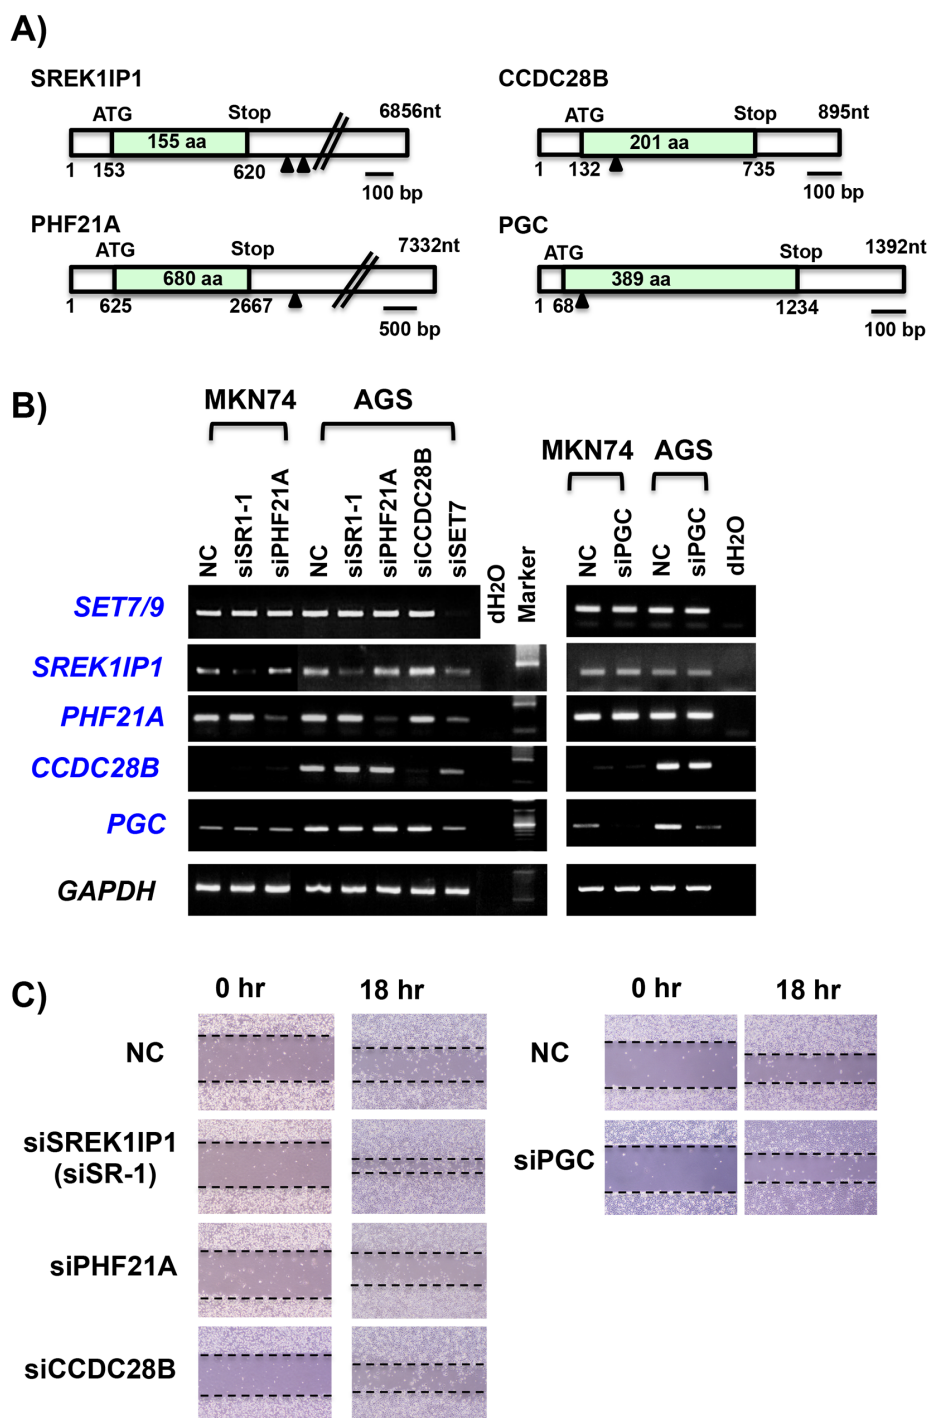 A)
SREK1IP1
ATG Stop 6856nt
155 aa
1 153 620
100 bp
CCDC28B
ATG Stop 895nt
201 aa
1 132 735
100 bp
PHF21A
ATG Stop 7332nt
680 aa
1 625 2667
500 bp
PGC
ATG Stop 1392nt
389 aa
1 68 1234
100 bp
B)
MKN74 AGS
NC siSR1-1 siPHF21A NC siSR1-1 siPHF21A siCCDC28B siSET7 dH2O Marker
MKN74 AGS
NC siPGC NC siPGC dH2O
SET7/9
SREK1IP1
PHF21A
CCDC28B
PGC
GAPDH
C)
0 hr 18 hr
NC
siSREK1IP1
(siSR-1)
siPHF21A
siCCDC28B
0 hr 18 hr
NC
siPGC